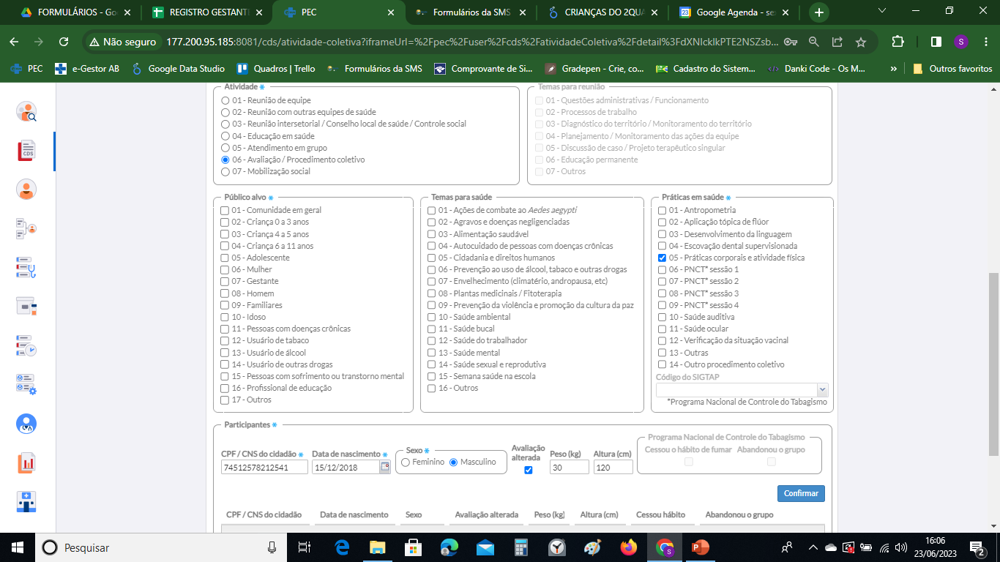 FORMULÁRIOS - Go
REGISTRO GESTANT
PEC
Formulários da SMS
CRIANÇAS DO 2QUA
Google Agenda - se
Não seguro
177.200.95.185:8081/cds/atividade-coletiva?iframeUrl=%2Fpec%2Fuser%2Fcds%2FatividadeColetiva%2Fdetail%3FdXNlcklkPTE2NSZsb...
S
PEC
e-Gestor AB
Google Data Studio
Quadros | Trello
Formulários da SMS
Comprovante de Si...
Gradepen - Crie, co...
Cadastro do Sistem...
Danki Code - Os M...
»
Outros favoritos
CDS
Atividade *
01 - Reunião de equipe
02 - Reunião com outras equipes de saúde
03 - Reunião intersetorial / Conselho local de saúde / Controle social
04 - Educação em saúde
05 - Atendimento em grupo
06 - Avaliação / Procedimento coletivo
07 - Mobilização social
Temas para reunião
01 - Questões administrativas / Funcionamento
02 - Processos de trabalho
03 - Diagnóstico do território / Monitoramento do território
04 - Planejamento / Monitoramento das ações da equipe
05 - Discussão de caso / Projeto terapêutico singular
06 - Educação permanente
07 - Outros
Público alvo *
01 - Comunidade em geral
02 - Criança 0 a 3 anos
03 - Criança 4 a 5 anos
04 - Criança 6 a 11 anos
05 - Adolescente
06 - Mulher
07 - Gestante
08 - Homem
09 - Familiares
10 - Idoso
11 - Pessoas com doenças crônicas
12 - Usuário de tabaco
13 - Usuário de álcool
14 - Usuário de outras drogas
15 - Pessoas com sofrimento ou transtorno mental
16 - Profissional de educação
17 - Outros
Temas para saúde
01 - Ações de combate ao Aedes aegypti
02 - Agravos e doenças negligenciadas
03 - Alimentação saudável
04 - Autocuidado de pessoas com doenças crônicas
05 - Cidadania e direitos humanos
06 - Prevenção ao uso de álcool, tabaco e outras drogas
07 - Envelhecimento (climatério, andropausa, etc)
08 - Plantas medicinais / Fitoterapia
09 - Prevenção da violência e promoção da cultura da paz
10 - Saúde ambiental
11 - Saúde bucal
12 - Saúde do trabalhador
13 - Saúde mental
14 - Saúde sexual e reprodutiva
15 - Semana saúde na escola
16 - Outros
Práticas em saúde *
01 - Antropometria
02 - Aplicação tópica de flúor
03 - Desenvolvimento da linguagem
04 - Escovação dental supervisionada
05 - Práticas corporais e atividade física
06 - PNCT* sessão 1
07 - PNCT* sessão 2
08 - PNCT* sessão 3
09 - PNCT* sessão 4
10 - Saúde auditiva
11 - Saúde ocular
12 - Verificação da situação vacinal
13 - Outras
14 - Outro procedimento coletivo
Código do SIGTAP
*Programa Nacional de Controle do Tabagismo
Participantes *
CPF / CNS do cidadão *
74512578212541
Data de nascimento *
15/12/2018
Sexo *
Feminino
Masculino
Avaliação
alterada
Peso (kg)
30
Altura (cm)
120
Programa Nacional de Controle do Tabagismo
Cessou o hábito de fumar
Abandonou o grupo
Confirmar
CPF / CNS do cidadão
Data de nascimento
Sexo
Avaliação alterada
Peso (kg)
Altura (cm)
Cessou hábito
Abandonou o grupo
Pesquisar
16:06
23/06/2023
2